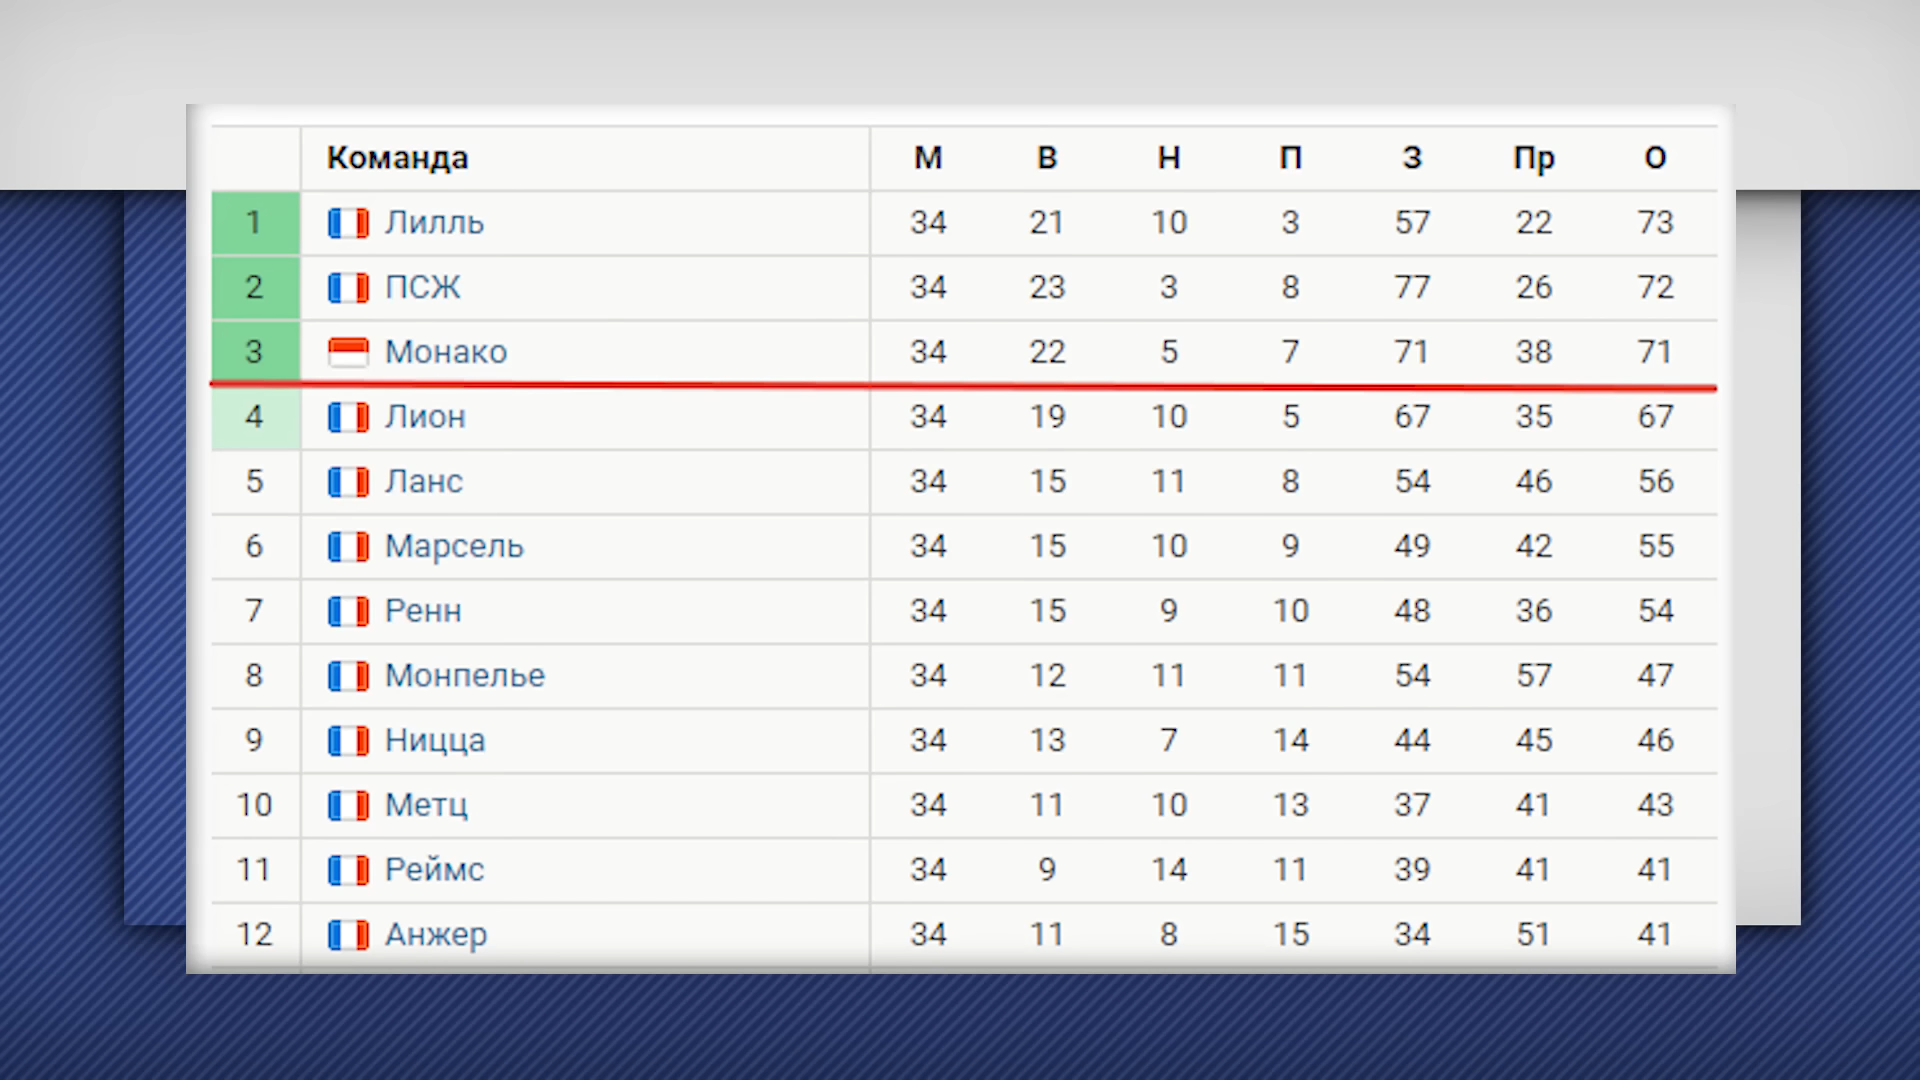 Команда М В Н П З Пр О
1 Лилль 34 21 10 3 57 22 73
2 ПСЖ 34 23 3 8 77 26 72
3 Монако 34 22 5 7 71 38 71
4 Лион 34 19 10 5 67 35 67
5 Ланс 34 15 11 8 54 46 56
6 Марсель 34 15 10 9 49 42 55
7 Ренн 34 15 9 10 48 36 54
8 Монпелье 34 12 11 11 54 57 47
9 Ницца 34 13 7 14 44 45 46
10 Метц 34 11 10 13 37 41 43
11 Реймс 34 9 14 11 39 41 41
12 Анжер 34 11 8 15 34 51 41